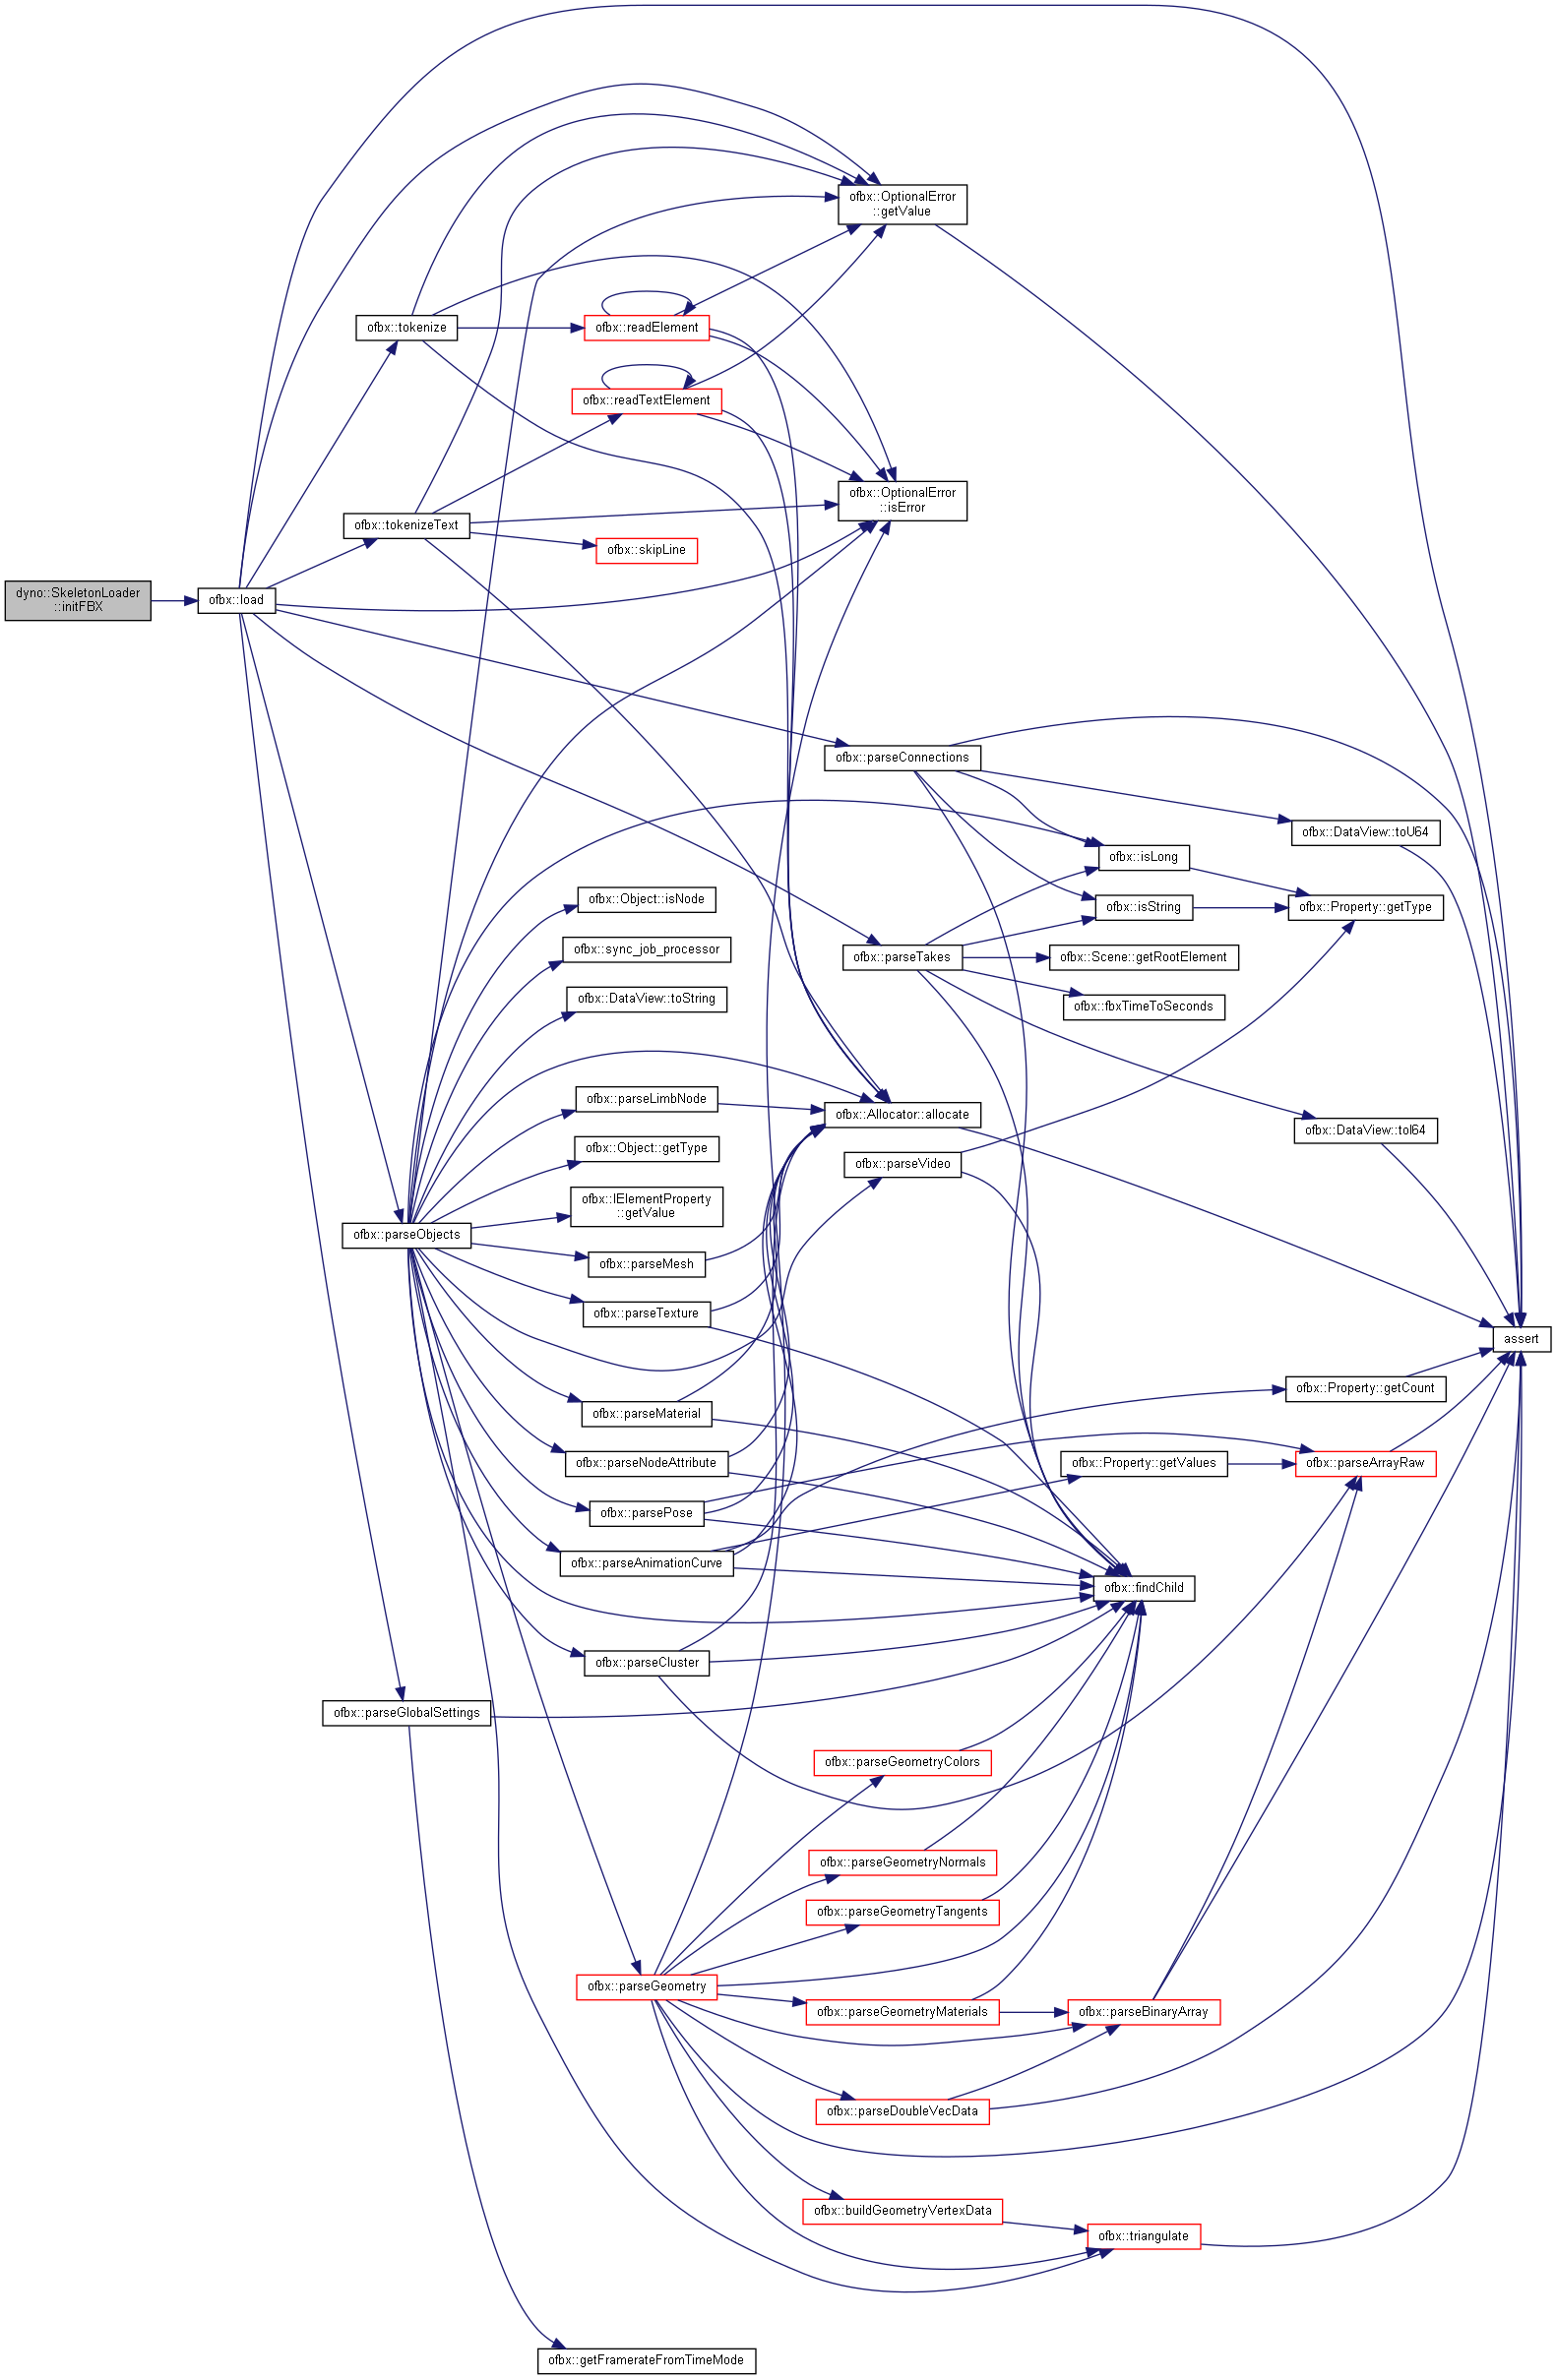 ofbx::OptionalError
::getValue
ofbx::tokenize
ofbx::readElement
ofbx::readTextElement
ofbx::OptionalError
::isError
ofbx::tokenizeText
ofbx::skipLine
dyno::SkeletonLoader
::initFBX
ofbx::load
ofbx::parseConnections
ofbx::DataView::toU64
ofbx::isLong
ofbx::Object::isNode
ofbx::isString
ofbx::Property::getType
ofbx::sync_job_processor
ofbx::parseTakes
ofbx::Scene::getRootElement
ofbx::DataView::toString
ofbx::fbxTimeToSeconds
ofbx::parseLimbNode
ofbx::Allocator::allocate
ofbx::DataView::toI64
ofbx::Object::getType
ofbx::parseVideo
ofbx::IElementProperty
::getValue
ofbx::parseObjects
ofbx::parseMesh
ofbx::parseTexture
assert
ofbx::Property::getCount
ofbx::parseMaterial
ofbx::parseNodeAttribute
ofbx::Property::getValues
ofbx::parseArrayRaw
ofbx::parsePose
ofbx::parseAnimationCurve
ofbx::findChild
ofbx::parseCluster
ofbx::parseGlobalSettings
ofbx::parseGeometryColors
ofbx::parseGeometryNormals
ofbx::parseGeometryTangents
ofbx::parseGeometry
ofbx::parseGeometryMaterials
ofbx::parseBinaryArray
ofbx::parseDoubleVecData
ofbx::buildGeometryVertexData
ofbx::triangulate
ofbx::getFramerateFromTimeMode